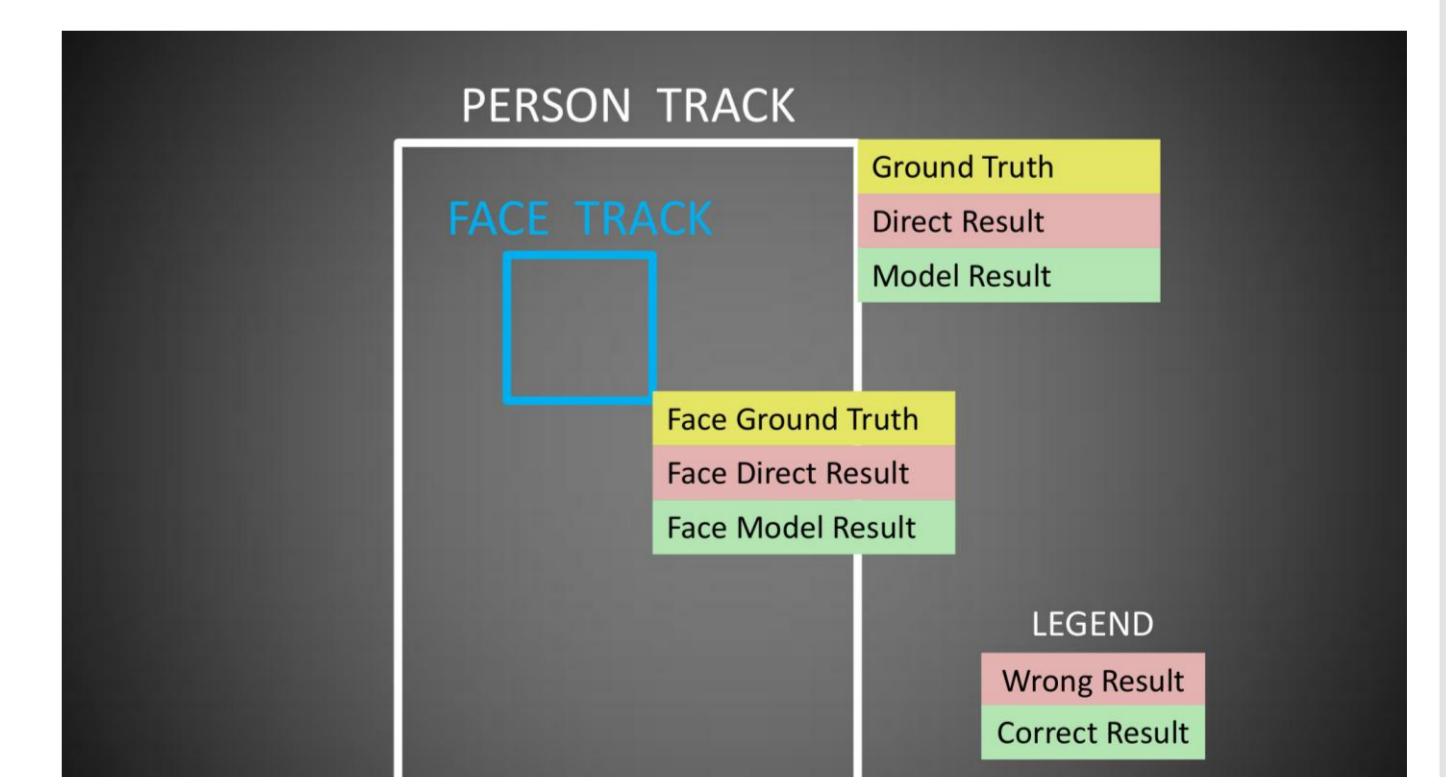 PERSON TRACK
Ground Truth
Direct Result
Model Result
FACE TRACK
Face Ground Truth
Face Direct Result
Face Model Result
LEGEND
Wrong Result
Correct Result